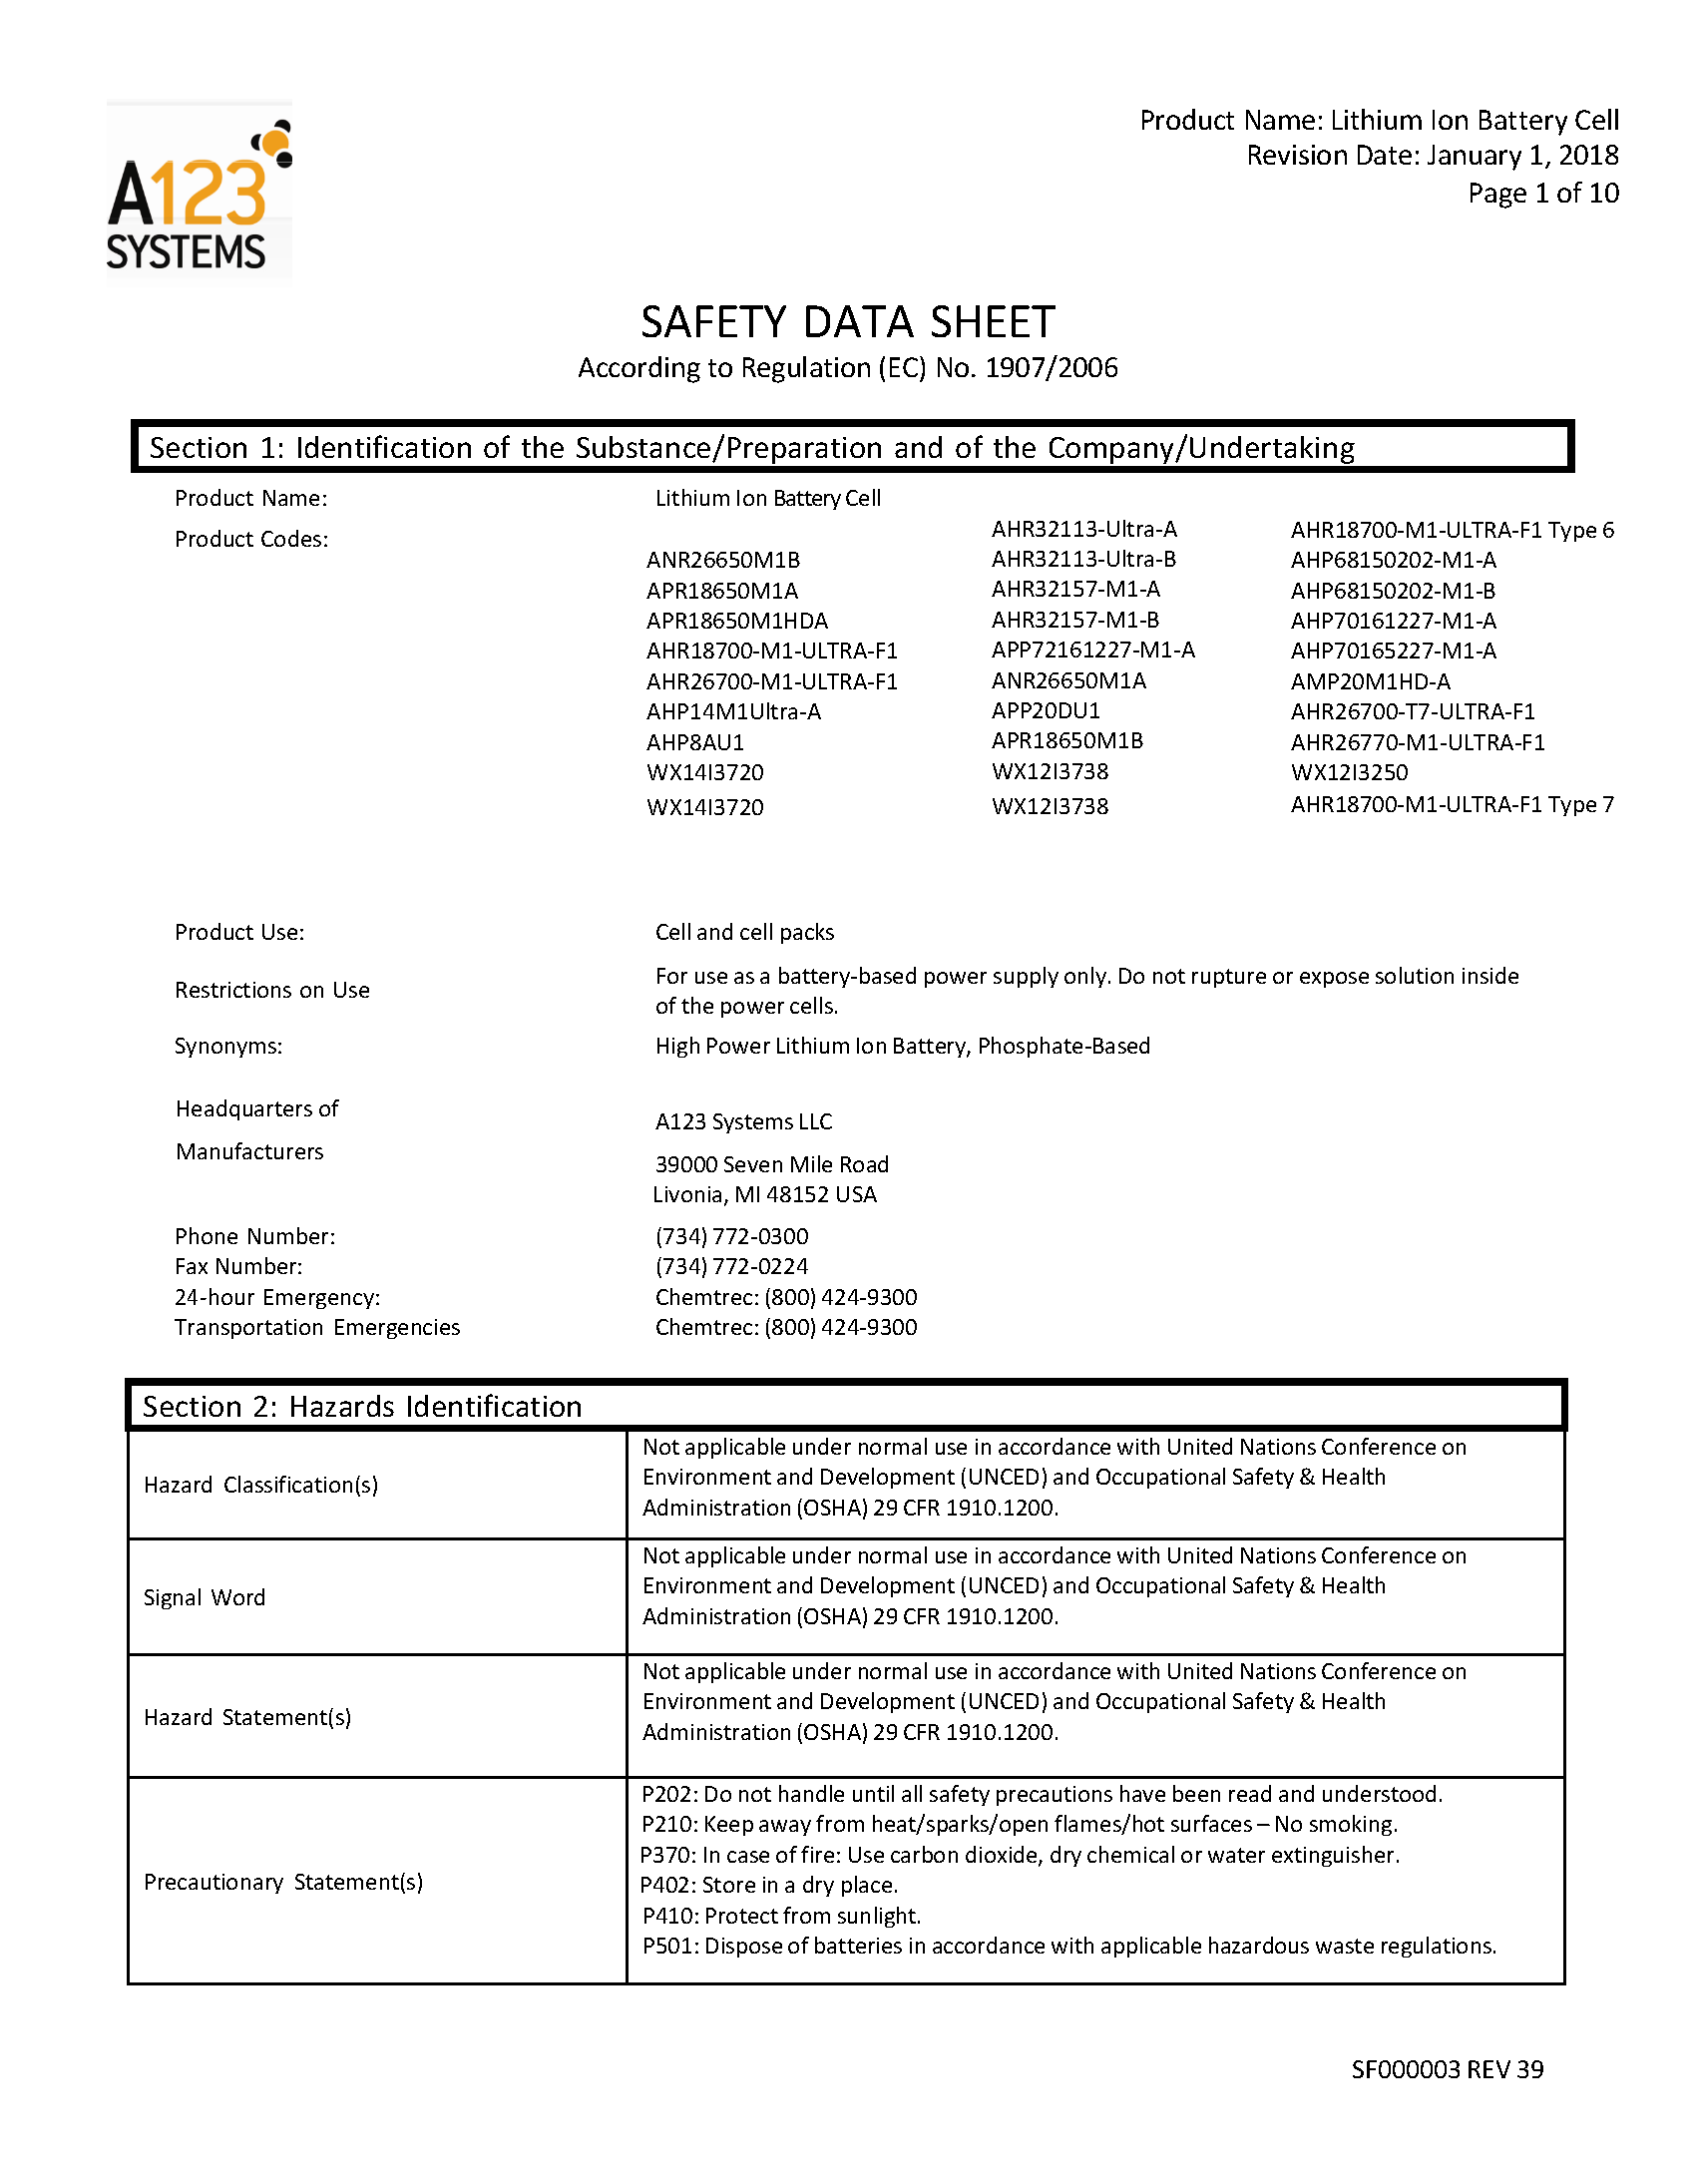 A123
SYSTEMS
Product Name: Lithium Ion Battery Cell
Revision Date: January 1, 2018
Page 1 of 10
SAFETY DATA SHEET
According to Regulation (EC) No. 1907/2006
Section 1: Identification of the Substance/Preparation and of the Company/Undertaking
Product Name: Lithium Ion Battery Cell
Product Codes:
AHR32113-Ultra-A AHR18700-M1-ULTRA-F1 Type 6
ANR26650M1B AHR32113-Ultra-B AHP68150202-M1-A
APR18650M1A AHR32157-M1-A AHP68150202-M1-B
APR18650M1HDA AHR32157-M1-B AHP70161227-M1-A
AHR18700-M1-ULTRA-F1 APP72161227-M1-A AHP70165227-M1-A
AHR26700-M1-ULTRA-F1 ANR26650M1A AMP20M1HD-A
AHP14M1Ultra-A APP20DU1 AHR26700-T7-ULTRA-F1
AHP8AU1 APR18650M1B AHR26770-M1-ULTRA-F1
WX14I3720 WX12I3738 WX12I3250
WX14I3720 WX12I3738 AHR18700-M1-ULTRA-F1 Type 7
Product Use: Cell and cell packs
Restrictions on Use
For use as a battery-based power supply only. Do not rupture or expose solution inside
of the power cells.
Synonyms: High Power Lithium Ion Battery, Phosphate-Based
Headquarters of
Manufacturers
A123 Systems LLC
39000 Seven Mile Road
Livonia, MI 48152 USA
Phone Number: (734) 772-0300
Fax Number: (734) 772-0224
24-hour Emergency: Chemtrec: (800) 424-9300
Transportation Emergencies Chemtrec: (800) 424-9300
Section 2: Hazards Identification
Hazard Classification(s)
Not applicable under normal use in accordance with United Nations Conference on
Environment and Development (UNCED) and Occupational Safety & Health
Administration (OSHA) 29 CFR 1910.1200.
Signal Word
Not applicable under normal use in accordance with United Nations Conference on
Environment and Development (UNCED) and Occupational Safety & Health
Administration (OSHA) 29 CFR 1910.1200.
Hazard Statement(s)
Not applicable under normal use in accordance with United Nations Conference on
Environment and Development (UNCED) and Occupational Safety & Health
Administration (OSHA) 29 CFR 1910.1200.
Precautionary Statement(s)
P202: Do not handle until all safety precautions have been read and understood.
P210: Keep away from heat/sparks/open flames/hot surfaces – No smoking.
P370: In case of fire: Use carbon dioxide, dry chemical or water extinguisher.
P402: Store in a dry place.
P410: Protect from sunlight.
P501: Dispose of batteries in accordance with applicable hazardous waste regulations.
SF000003 REV 39